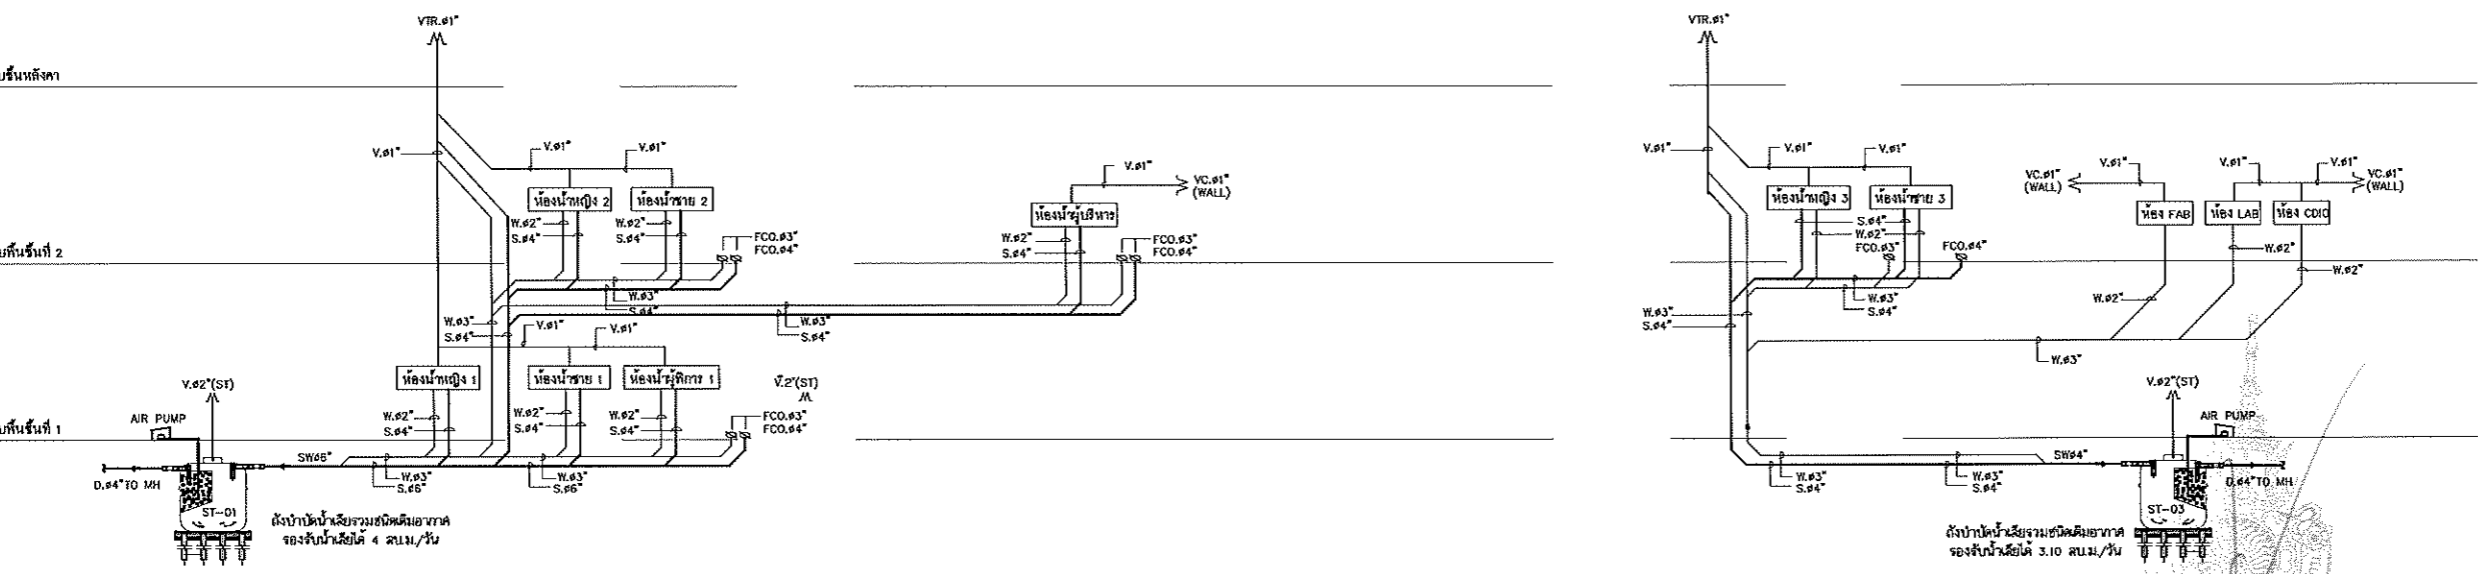 VTR.ø1"
VTR.ø1"
บชั้นหลังคา
V.ø1"
V.ø1"
V.ø1"
V.ø1"
VC.ø1"
(WALL)
ห้องน้ำหญิง 2
ห้องน้ำชาย 2
ห้องน้ำผู้บริหาร
W.ø2"
S.ø4"
W.ø2"
S.ø4"
FCO.ø3"
FCO.ø4"
W.ø2"
S.ø4"
FCO.ø3"
FCO.ø4"
บพื้นชั้นที่ 2
W.ø3"
S.ø4"
W.ø3"
S.ø4"
W.ø3"
S.ø4"
V.ø1"
V.ø1"
ห้องน้ำหญิง 1
ห้องน้ำชาย 1
ห้องน้ำผู้พิการ 1
V.ø2"(ST)
V.2"(ST)
AIR PUMP
W.ø2"
S.ø4"
W.ø2"
S.ø4"
W.ø2"
S.ø4"
FCO.ø3"
FCO.ø4"
บพื้นชั้นที่ 1
SWø6"
W.ø3"
S.ø6"
W.ø3"
S.ø6"
D.ø4"TO MH
ST-01
ถังบำบัดน้ำเสียรวมชนิดเติมอากาศ
รองรับน้ำเสียได้ 4 ลบ.ม./วัน
V.ø1"
V.ø1"
V.ø1"
V.ø1"
V.ø1"
V.ø1"
VC.ø1"
(WALL)
VC.ø1"
(WALL)
ห้องน้ำหญิง 3
ห้องน้ำชาย 3
ห้อง FAB
ห้อง LAB
ห้อง CDIO
S.ø4"
W.ø2"
FCO.ø3"
FCO.ø4"
W.ø2"
W.ø2"
W.ø2"
W.ø3"
S.ø4"
W.ø3"
S.ø4"
W.ø3"
V.ø2"(ST)
AIR PUMP
SWø4"
W.ø3"
S.ø4"
W.ø3"
S.ø4"
D.ø4"TO MH
ST-03
ถังบำบัดน้ำเสียรวมชนิดเติมอากาศ
รองรับน้ำเสียได้ 3.10 ลบ.ม./วัน